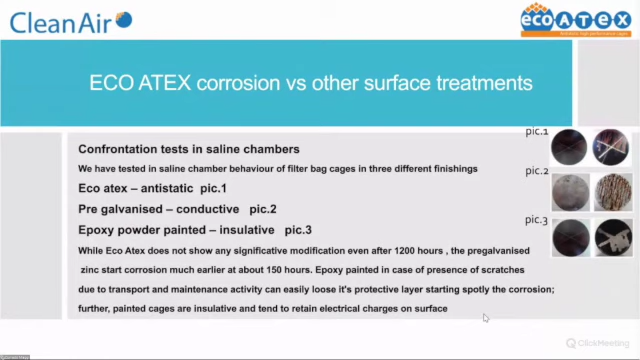 CleanAir
ecoATEX
ECO ATEX corrosion vs other surface treatments
Confrontation tests in saline chambers
We have tested in saline chamber behaviour of filter bag cages in three different finishings
Eco atex – antistatic pic.1
Pre galvanised – conductive pic.2
Epoxy powder painted – insulative pic.3
While Eco Atex does not show any significative modification even after 1200 hours , the pregalvanised
zinc start corrosion much earlier at about 150 hours. Epoxy painted in case of presence of scratches
due to transport and maintenance activity can easily loose it's protective layer starting spotly the corrosion;
further, painted cages are insulative and tend to retain electrical charges on surface
pic.1
pic.2
pic.3
ClickMeeting